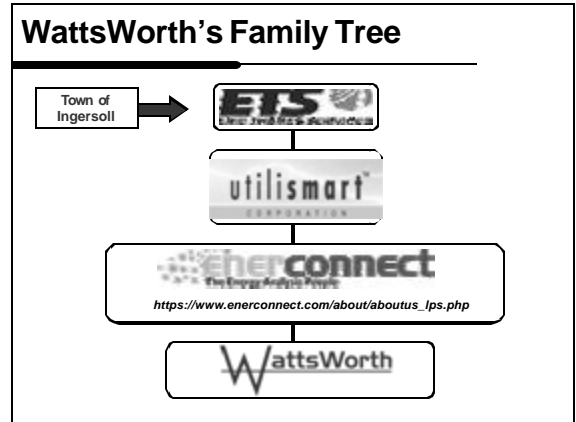 WattsWorth's Family Tree
Town of
Ingersoll
ETS
utilismart
CORPORATION
enerconnect
The Energy Analysis People
https://www.enerconnect.com/about/aboutus_lps.php
WattsWorth